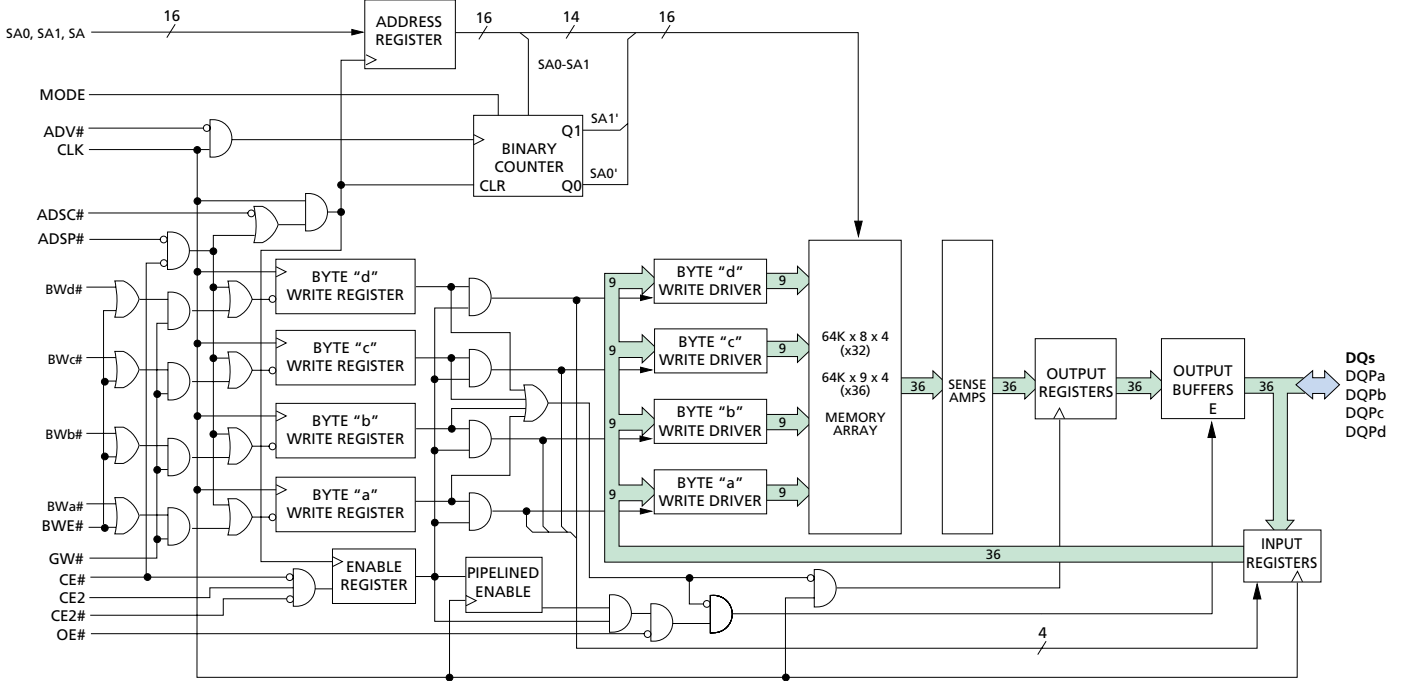 16
SA0, SA1, SA
ADDRESS
REGISTER
16
14
16
SA0-SA1
MODE
ADV#
CLK
BINARY
COUNTER
CLR
Q1
SA1'
Q0
SA0'
ADSC#
ADSP#
BWd#
BYTE “d”
WRITE REGISTER
9
BYTE “d”
WRITE DRIVER
9
BWc#
BYTE “c”
WRITE REGISTER
9
BYTE “c”
WRITE DRIVER
9
BWb#
BYTE “b”
WRITE REGISTER
9
BYTE “b”
WRITE DRIVER
9
BWa#
BWE#
BYTE “a”
WRITE REGISTER
9
BYTE “a”
WRITE DRIVER
9
64K x 8 x 4
(x32)
64K x 9 x 4
(x36)
MEMORY
ARRAY
36
SENSE
AMPS
36
OUTPUT
REGISTERS
36
OUTPUT
BUFFERS
E
36
DQs
DQPa
DQPb
DQPc
DQPd
GW#
CE#
CE2
CE2#
OE#
ENABLE
REGISTER
PIPELINED
ENABLE
36
INPUT
REGISTERS
4